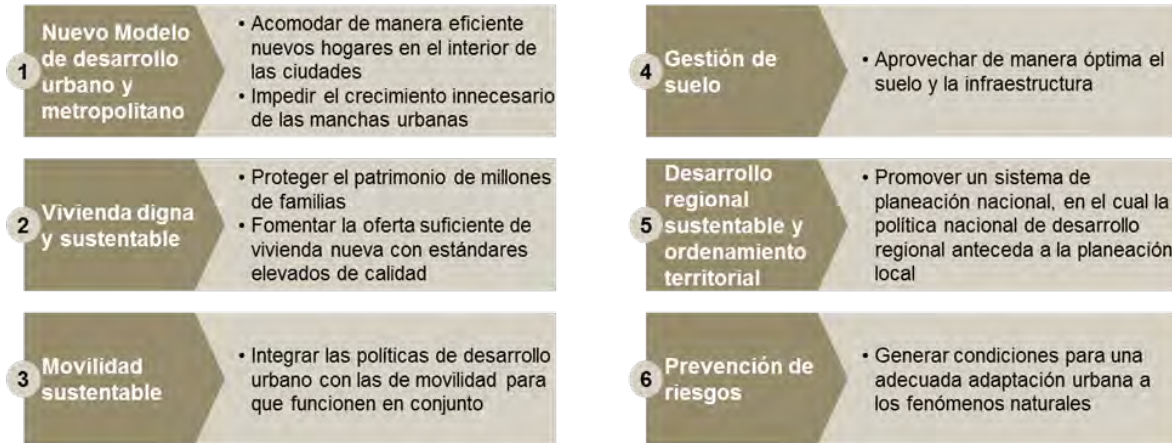 1
Nuevo Modelo
de desarrollo
urbano y
metropolitano
• Acomodar de manera eficiente
nuevos hogares en el interior de
las ciudades
• Impedir el crecimiento innecesario
de las manchas urbanas
2
Vivienda digna
y sustentable
• Proteger el patrimonio de millones
de familias
• Fomentar la oferta suficiente de
vivienda nueva con estándares
elevados de calidad
3
Movilidad
sustentable
• Integrar las políticas de desarrollo
urbano con las de movilidad para
que funcionen en conjunto
4
Gestión de
suelo
• Aprovechar de manera óptima el
suelo y la infraestructura
5
Desarrollo
regional
sustentable y
ordenamiento
territorial
• Promover un sistema de
planeación nacional, en el cual la
política nacional de desarrollo
regional anteceda a la planeación
local
6
Prevención de
riesgos
• Generar condiciones para una
adecuada adaptación urbana a
los fenómenos naturales